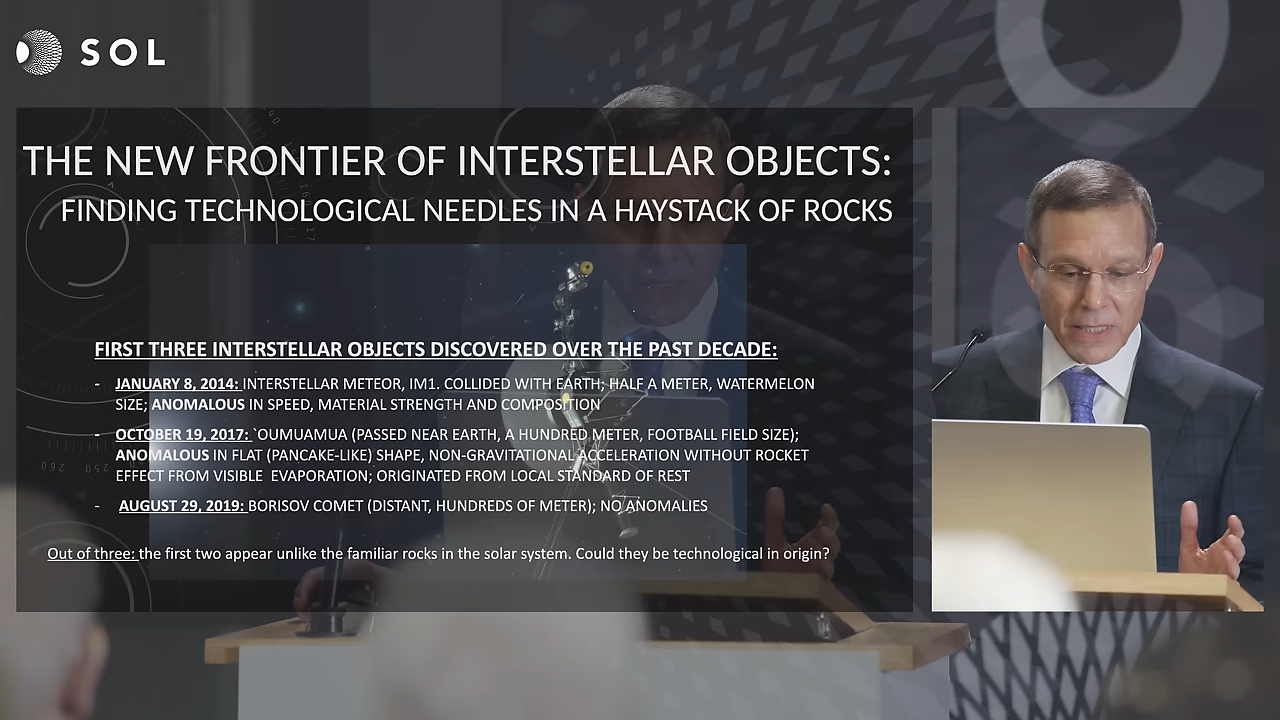 SOL
THE NEW FRONTIER OF INTERSTELLAR OBJECTS:
FINDING TECHNOLOGICAL NEEDLES IN A HAYSTACK OF ROCKS
FIRST THREE INTERSTELLAR OBJECTS DISCOVERED OVER THE PAST DECADE:
- JANUARY 8, 2014: INTERSTELLAR METEOR, IM1. COLLIDED WITH EARTH; HALF A METER, WATERMELON
SIZE; ANOMALOUS IN SPEED, MATERIAL STRENGTH AND COMPOSITION
- OCTOBER 19, 2017: `OUMUAMUA (PASSED NEAR EARTH, A HUNDRED METER, FOOTBALL FIELD SIZE);
ANOMALOUS IN FLAT (PANCAKE-LIKE) SHAPE, NON-GRAVITATIONAL ACCELERATION WITHOUT ROCKET
EFFECT FROM VISIBLE EVAPORATION; ORIGINATED FROM LOCAL STANDARD OF REST
- AUGUST 29, 2019: BORISOV COMET (DISTANT, HUNDREDS OF METER); NO ANOMALIES
Out of three: the first two appear unlike the familiar rocks in the solar system. Could they be technological in origin?
260 250